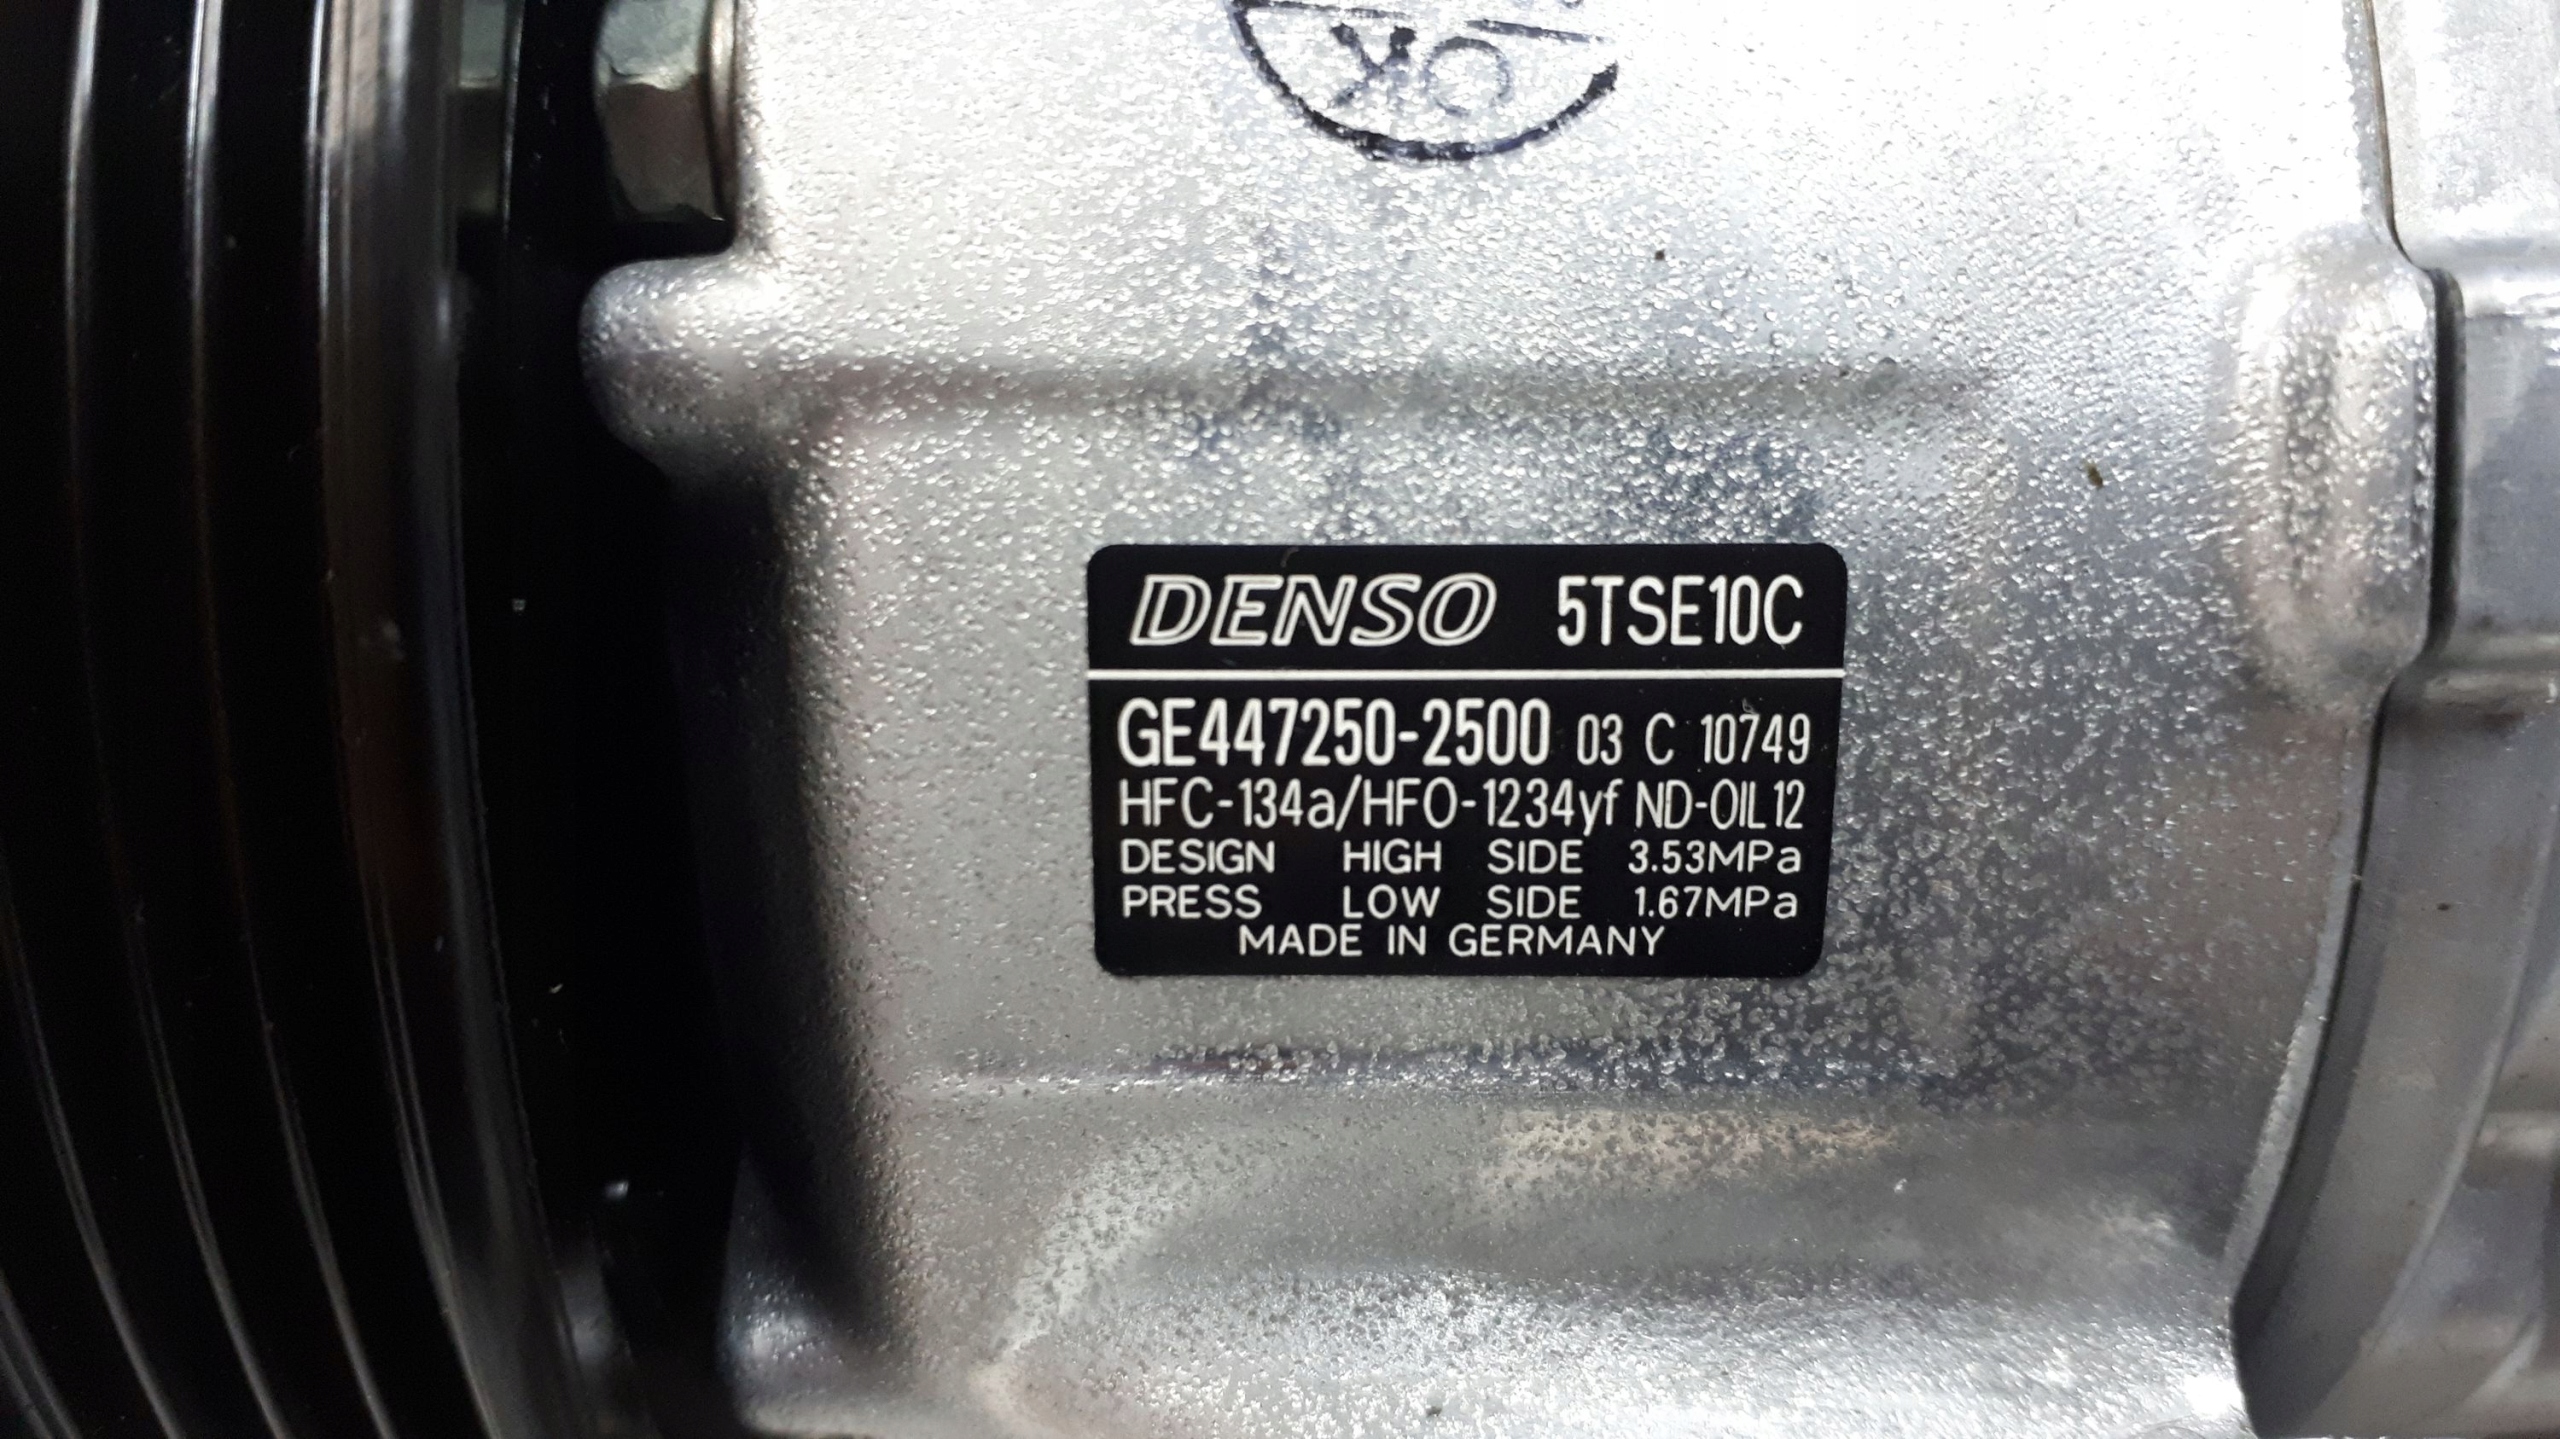 OK
DENSO 5TSE10C
GE447250-2500 03 C 10749
HFC-134a/HFO-1234yf ND-OIL12
DESIGN HIGH SIDE 3.53MPa
PRESS LOW SIDE 1.67MPa
MADE IN GERMANY